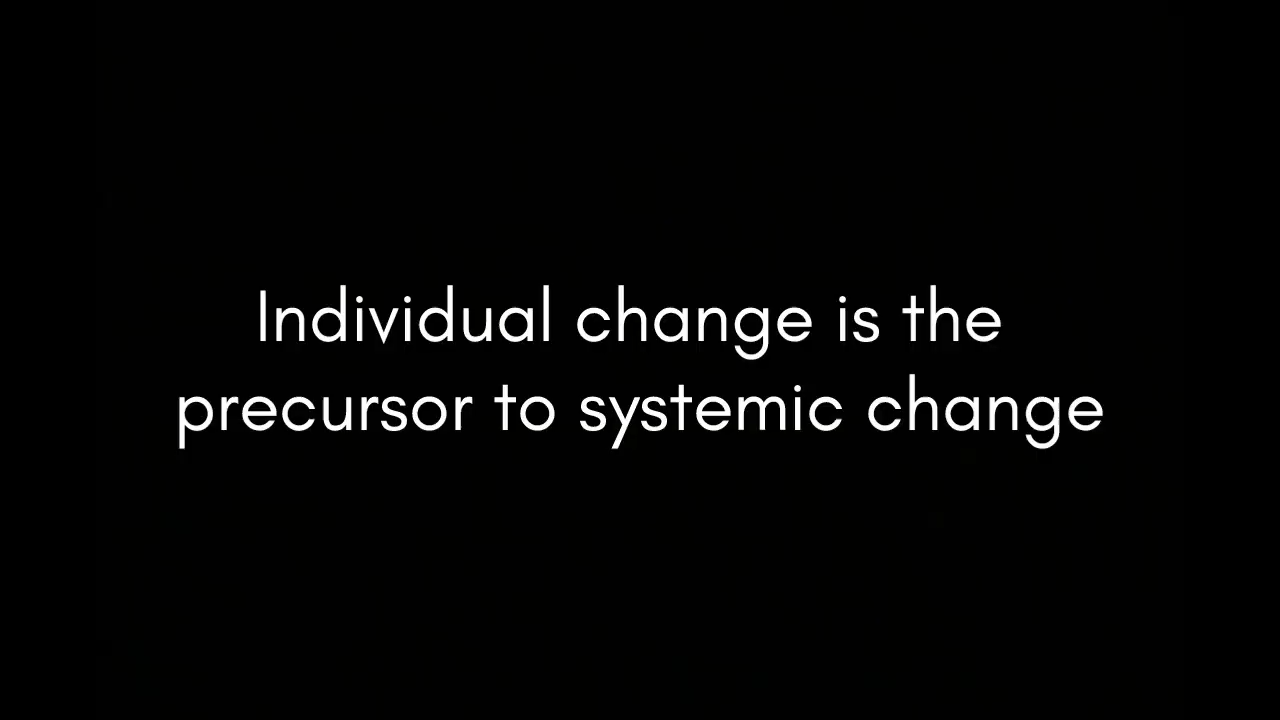 Individual change is the
precursor to systemic change